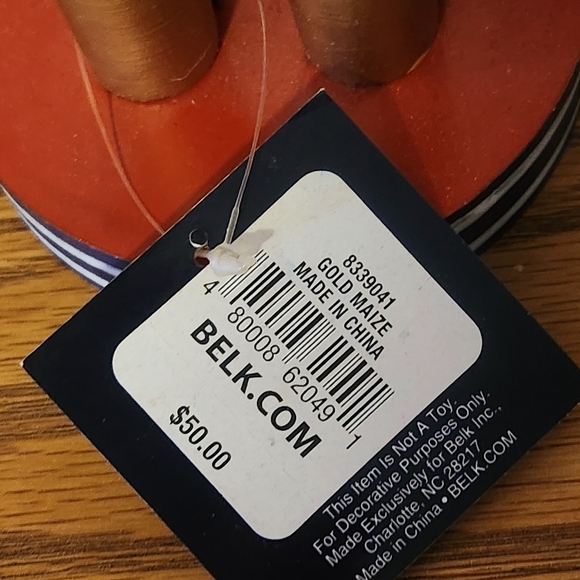 8339041
GOLD MAIZE
MADE IN CHINA
4 80008 62049 1
BELK.COM
$50.00
This Item Is Not A Toy.
For Decorative Purposes Only.
Made Exclusively for Belk Inc.,
Charlotte, NC 28217
Made in China • BELK.COM